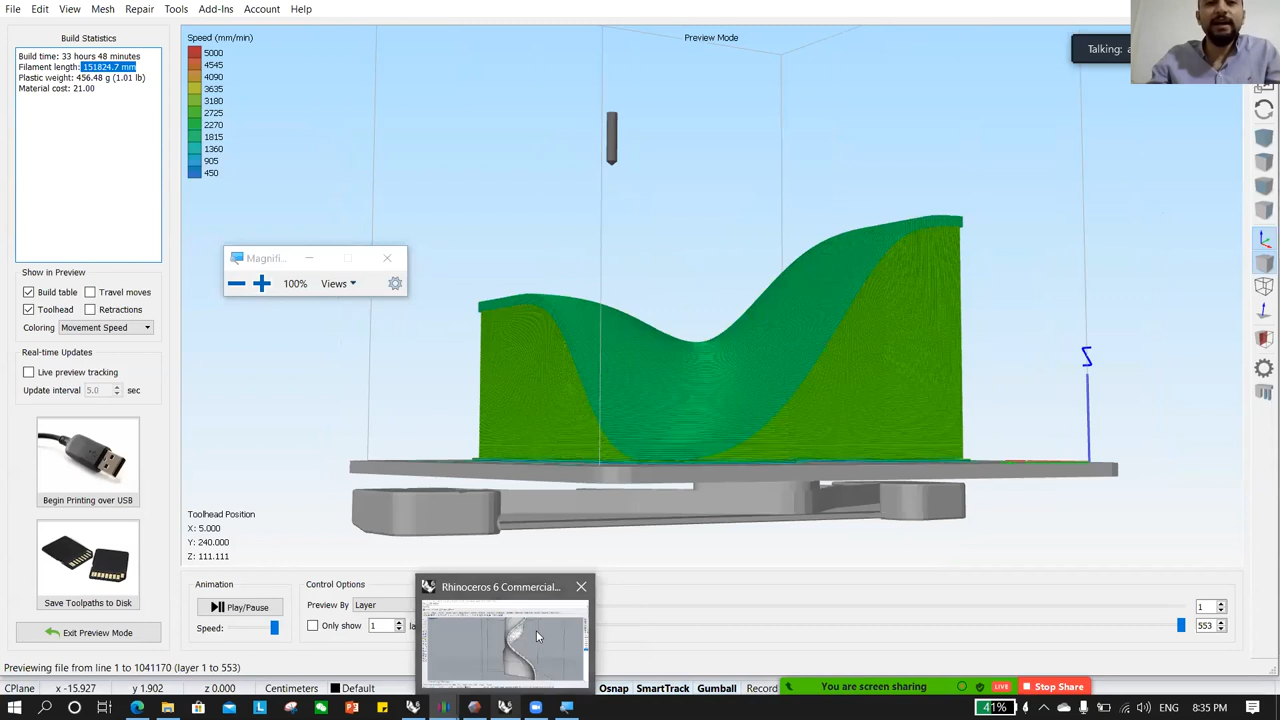 File Edit View Mesh Repair Tools Add-Ins Account Help
Build Statistics
Build time: 33 hours 48 minutes
Filament length: 151824.7 mm
Plastic weight: 456.48 g (1.01 lb)
Material cost: 21.00
Show in Preview
Build table Travel moves
Toolhead Retractions
Coloring Movement Speed
Real-time Updates
Live preview tracking
Update interval 5.0 sec
Begin Printing over USB
Save Toolpaths to Disk
Exit Preview Mode
Speed (mm/min)
5000
4545
4090
3635
3180
2725
2270
1815
1360
905
450
Preview Mode
Talking:
Magnifi...
100% Views
Z
Toolhead Position
X: 5.000
Y: 240.000
Z: 111.111
Animation
Play/Pause
Speed:
Control Options
Preview By Layer
Only show 1
1
553
Rhinoceros 6 Commercial...
Previewing file from line 1 to 1041170 (layer 1 to 553)
CPlane X -15.927 Y 1.902 Z 0.000 Centimeters Default Osnap SmartTrack Gumball Record
You are screen sharing LIVE Stop Share
41% ENG 8:35 PM